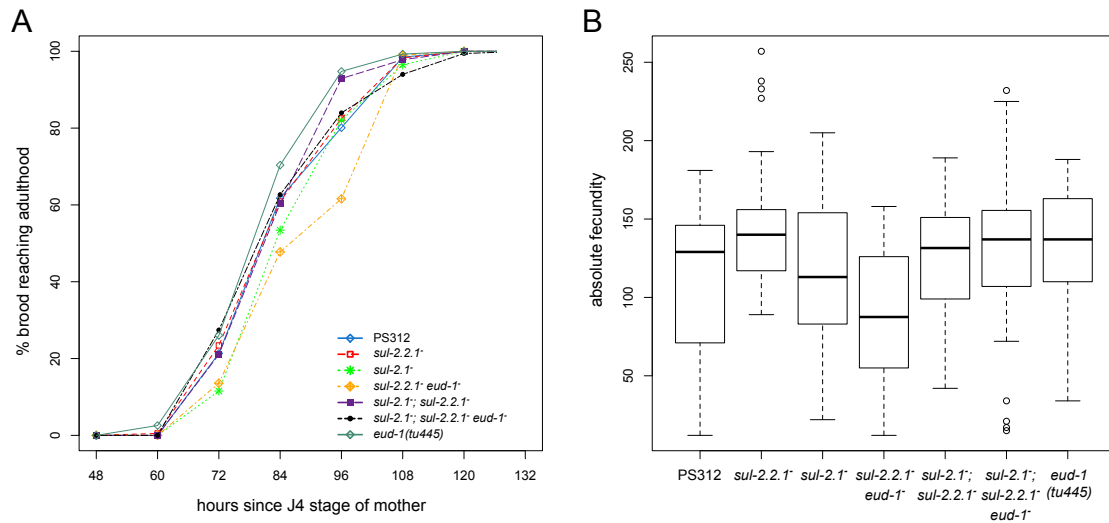 A
% brood reaching adulthood
100
80
60
40
20
0
48 60 72 84 96 108 120 132
hours since J4 stage of mother
PS312
sul-2.2.1⁻
sul-2.1⁻
sul-2.2.1⁻ eud-1⁻
sul-2.1⁻; sul-2.2.1⁻
sul-2.1⁻; sul-2.2.1⁻ eud-1⁻
eud-1(tu445)
B
absolute fecundity
250
200
150
100
50
PS312
sul-2.2.1⁻
sul-2.1⁻
sul-2.2.1⁻
eud-1⁻
sul-2.1⁻;
sul-2.2.1⁻
sul-2.1⁻;
sul-2.2.1⁻
eud-1⁻
eud-1
(tu445)